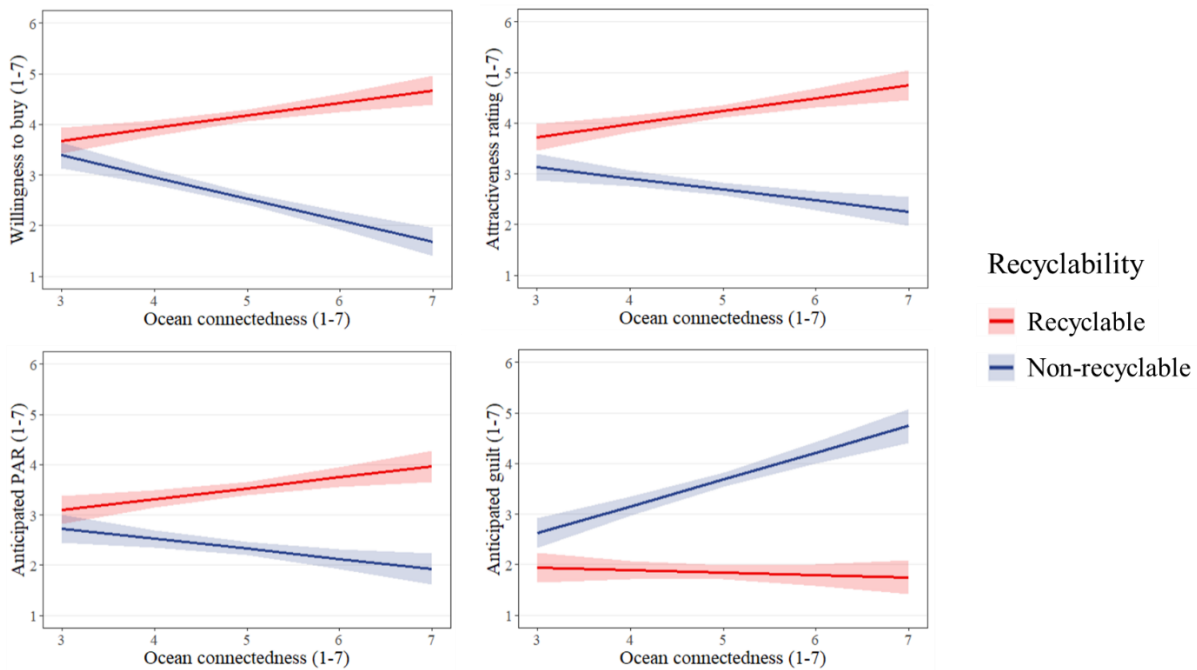 Willingness to buy (1-7)
6
5
4
3
2
1
3 4 5 6 7
Ocean connectedness (1-7)
Attractiveness rating (1-7)
6
5
4
3
2
1
3 4 5 6 7
Ocean connectedness (1-7)
Recyclability
Recyclable
Non-recyclable
Anticipated PAR (1-7)
6
5
4
3
2
1
3 4 5 6 7
Ocean connectedness (1-7)
Anticipated guilt (1-7)
6
5
4
3
2
1
3 4 5 6 7
Ocean connectedness (1-7)